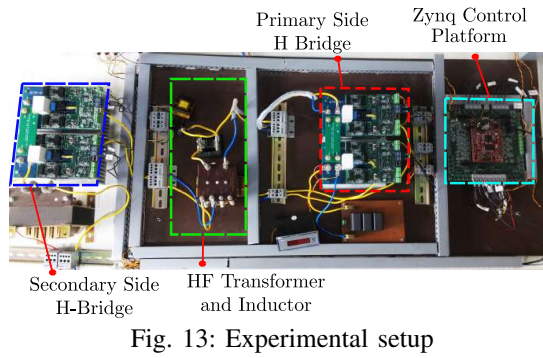 Primary Side
H Bridge
Zynq Control
Platform
Secondary Side
H-Bridge
HF Transformer
and Inductor
Fig. 13: Experimental setup